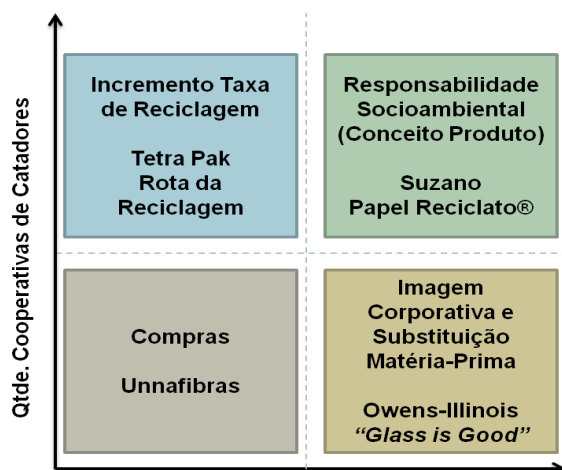 Qtde. Cooperativas de Catadores
Incremento Taxa
de Reciclagem
Tetra Pak
Rota da
Reciclagem
Responsabilidade
Socioambiental
(Conceito Produto)
Suzano
Papel Reciclato®
Compras
Unnafibras
Imagem
Corporativa e
Substituição
Matéria-Prima
Owens-Illinois
“Glass is Good”